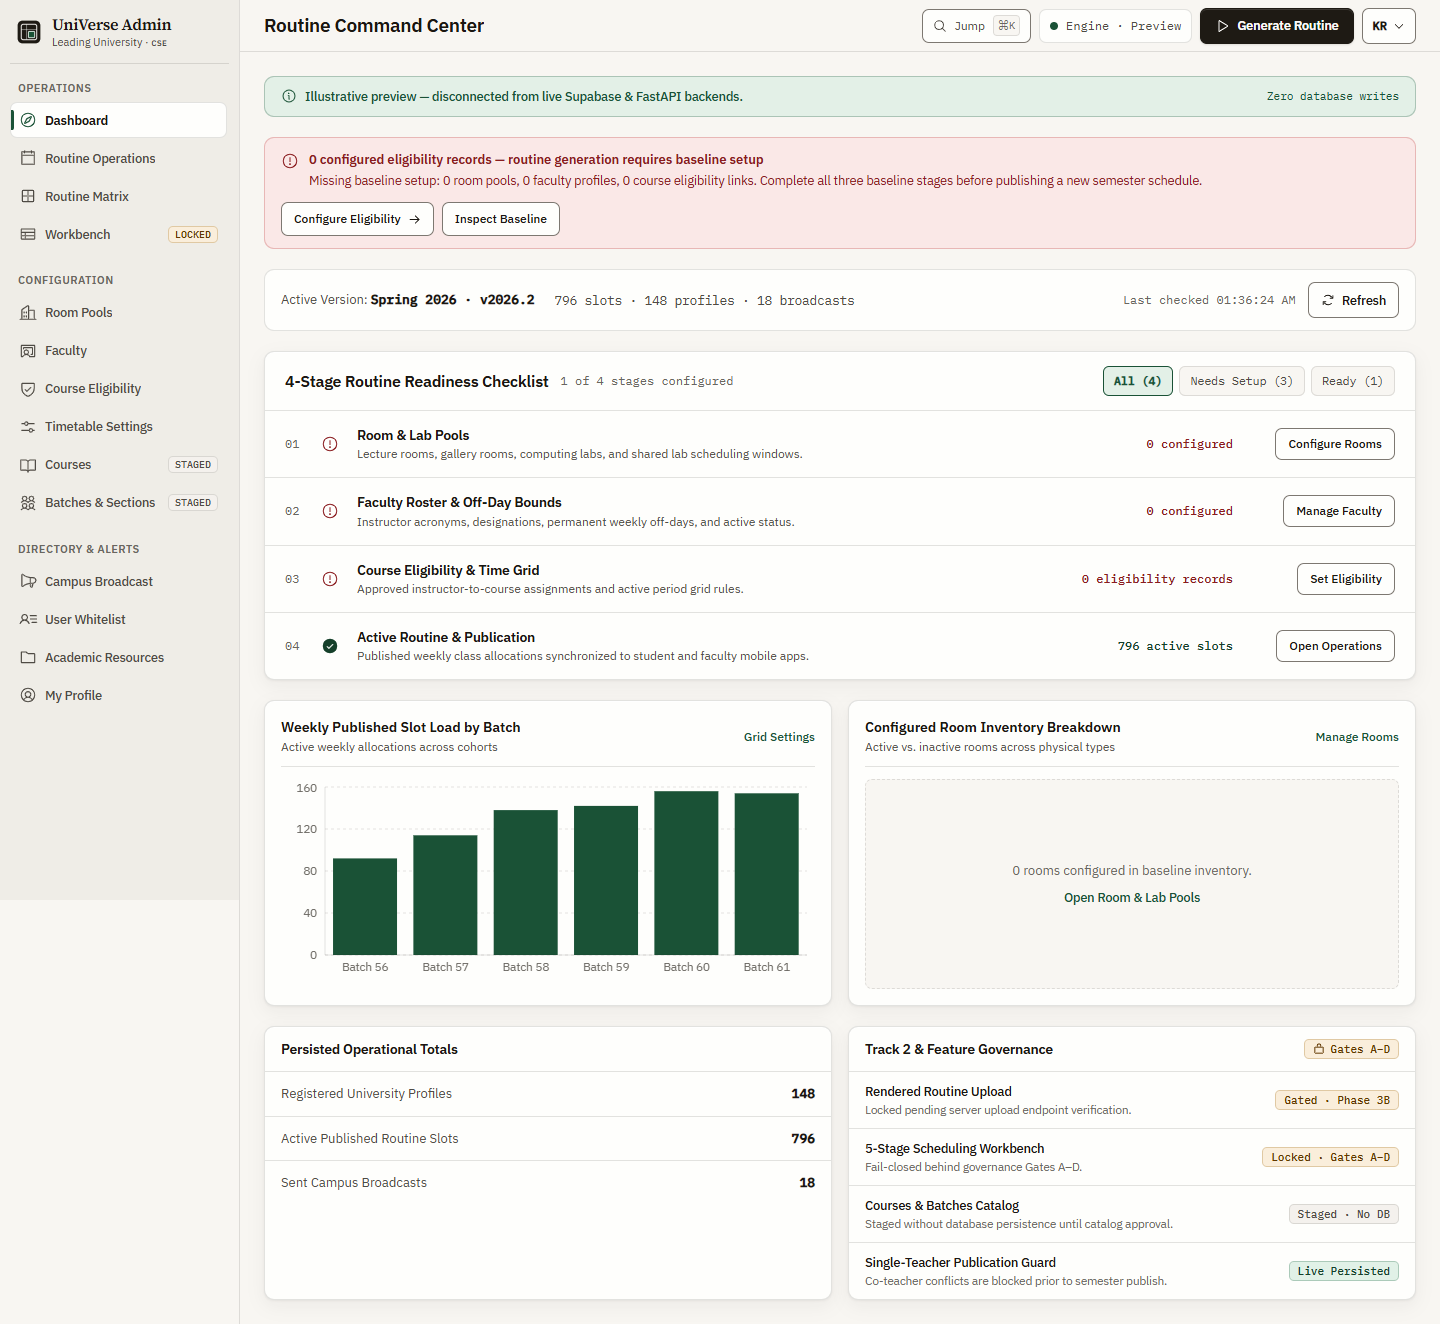 UniVerse Admin
Leading University · CSE
OPERATIONS
Dashboard
Routine Operations
Routine Matrix
Workbench LOCKED
CONFIGURATION
Room Pools
Faculty
Course Eligibility
Timetable Settings
Courses STAGED
Batches & Sections STAGED
DIRECTORY & ALERTS
Campus Broadcast
User Whitelist
Academic Resources
My Profile
Routine Command Center
Jump ⌘K
Engine · Preview
Generate Routine
KR
Illustrative preview — disconnected from live Supabase & FastAPI backends. Zero database writes
0 configured eligibility records — routine generation requires baseline setup
Missing baseline setup: 0 room pools, 0 faculty profiles, 0 course eligibility links. Complete all three baseline stages before publishing a new semester schedule.
Configure Eligibility → Inspect Baseline
Active Version: Spring 2026 · v2026.2 796 slots · 148 profiles · 18 broadcasts Last checked 01:36:24 AM Refresh
4-Stage Routine Readiness Checklist 1 of 4 stages configured All (4) Needs Setup (3) Ready (1)
01 Room & Lab Pools
Lecture rooms, gallery rooms, computing labs, and shared lab scheduling windows.
0 configured Configure Rooms
02 Faculty Roster & Off-Day Bounds
Instructor acronyms, designations, permanent weekly off-days, and active status.
0 configured Manage Faculty
03 Course Eligibility & Time Grid
Approved instructor-to-course assignments and active period grid rules.
0 eligibility records Set Eligibility
04 Active Routine & Publication
Published weekly class allocations synchronized to student and faculty mobile apps.
796 active slots Open Operations
Weekly Published Slot Load by Batch
Active weekly allocations across cohorts
Grid Settings
160
120
80
40
0
Batch 56 Batch 57 Batch 58 Batch 59 Batch 60 Batch 61
Configured Room Inventory Breakdown
Active vs. inactive rooms across physical types
Manage Rooms
0 rooms configured in baseline inventory.
Open Room & Lab Pools
Persisted Operational Totals
Registered University Profiles 148
Active Published Routine Slots 796
Sent Campus Broadcasts 18
Track 2 & Feature Governance Gates A–D
Rendered Routine Upload
Locked pending server upload endpoint verification.
Gated · Phase 3B
5-Stage Scheduling Workbench
Fail-closed behind governance Gates A–D.
Locked · Gates A–D
Courses & Batches Catalog
Staged without database persistence until catalog approval.
Staged · No DB
Single-Teacher Publication Guard
Co-teacher conflicts are blocked prior to semester publish.
Live Persisted